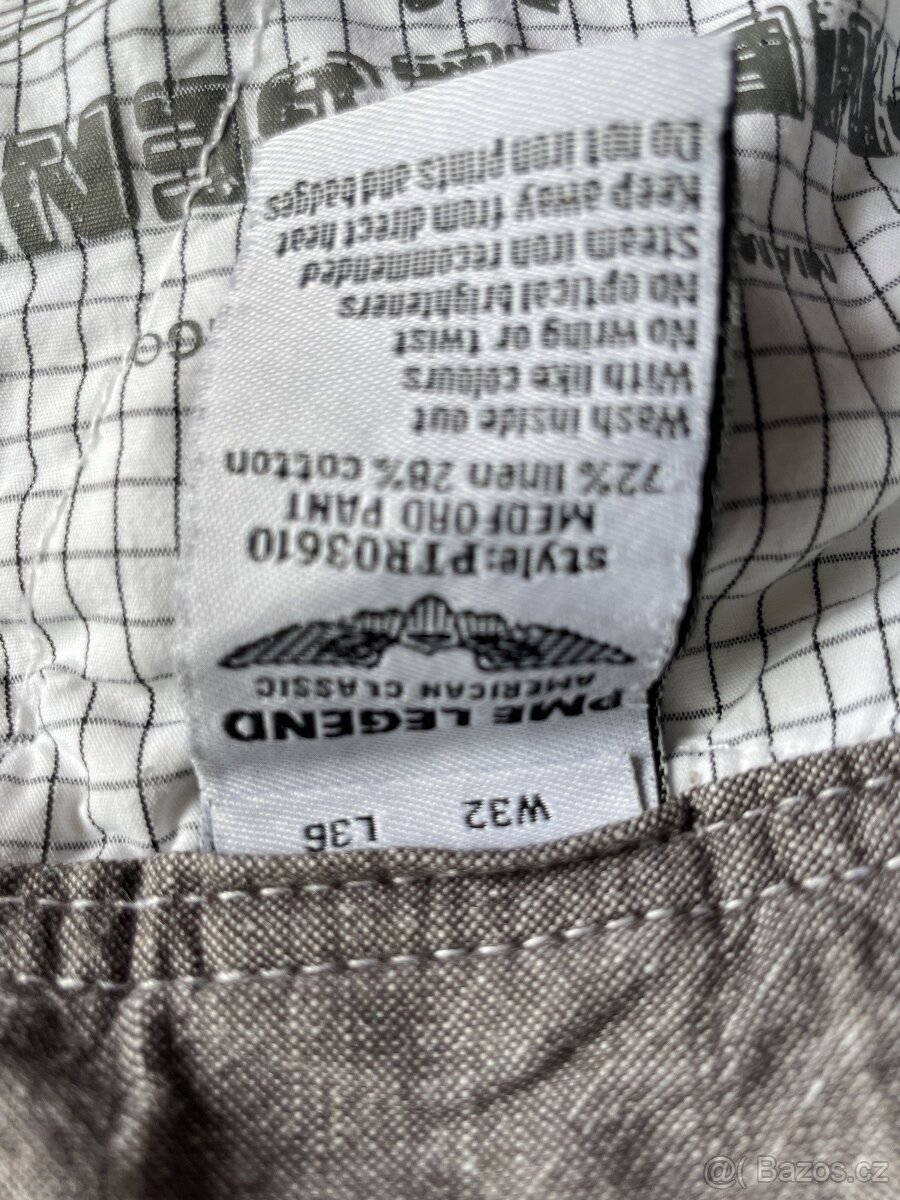 W32 L36
PME LEGEND
AMERICAN CLASSIC
style:PTR03610
MEDFORD PANT
72% linen 28% cotton
Wash inside out
With like colours
No wring or twist
No optical brighteners
Steam iron recommended
Keep away from direct heat
Do not iron prints and badges
Bazos.cz